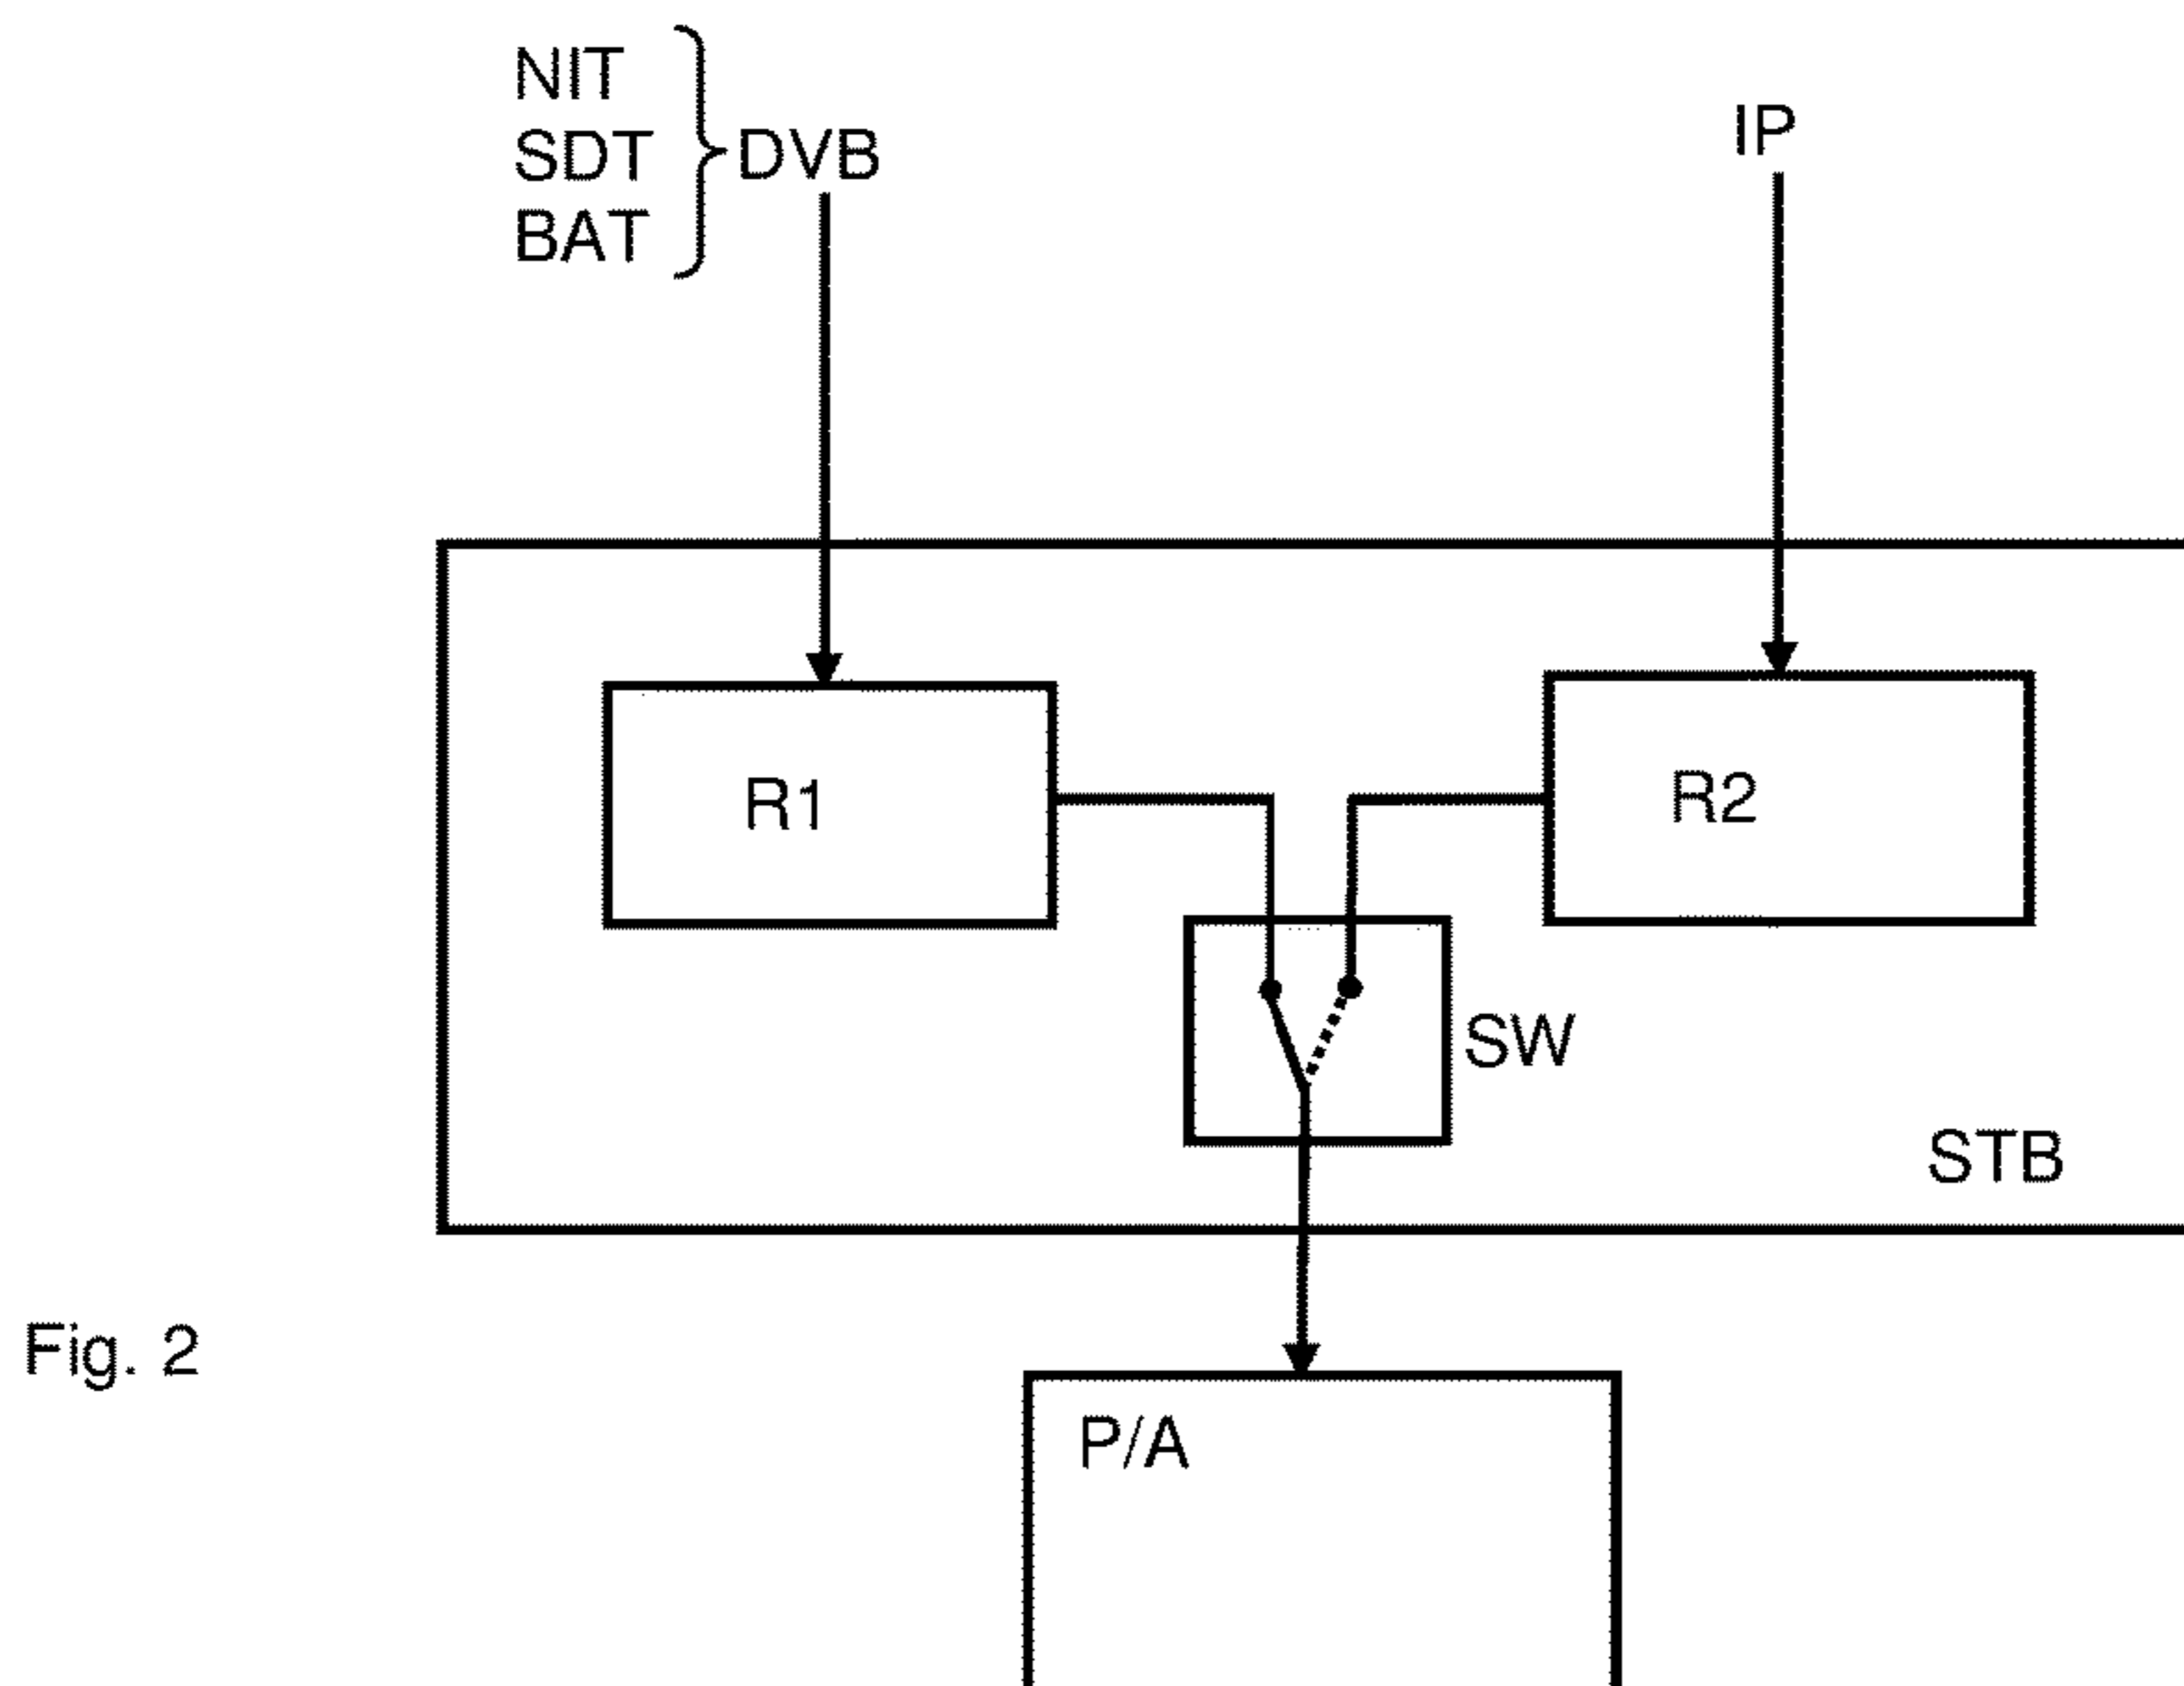 NIT
SDT
BAT
DVB
IP
R1
R2
SW
STB
Fig. 2
P/A